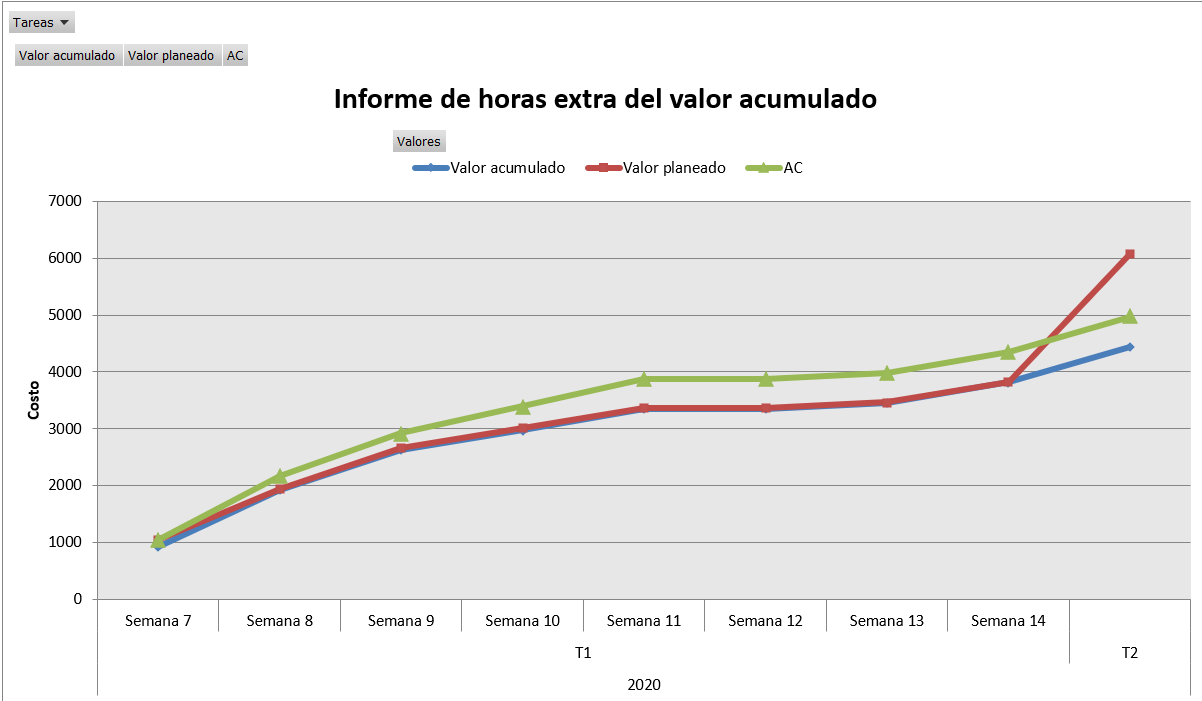 Tareas
Valor acumulado Valor planeado AC
Informe de horas extra del valor acumulado
Valores
Valor acumulado Valor planeado AC
7000
6000
5000
4000
3000
2000
1000
0
Costo
Semana 7 Semana 8 Semana 9 Semana 10 Semana 11 Semana 12 Semana 13 Semana 14
T1 T2
2020